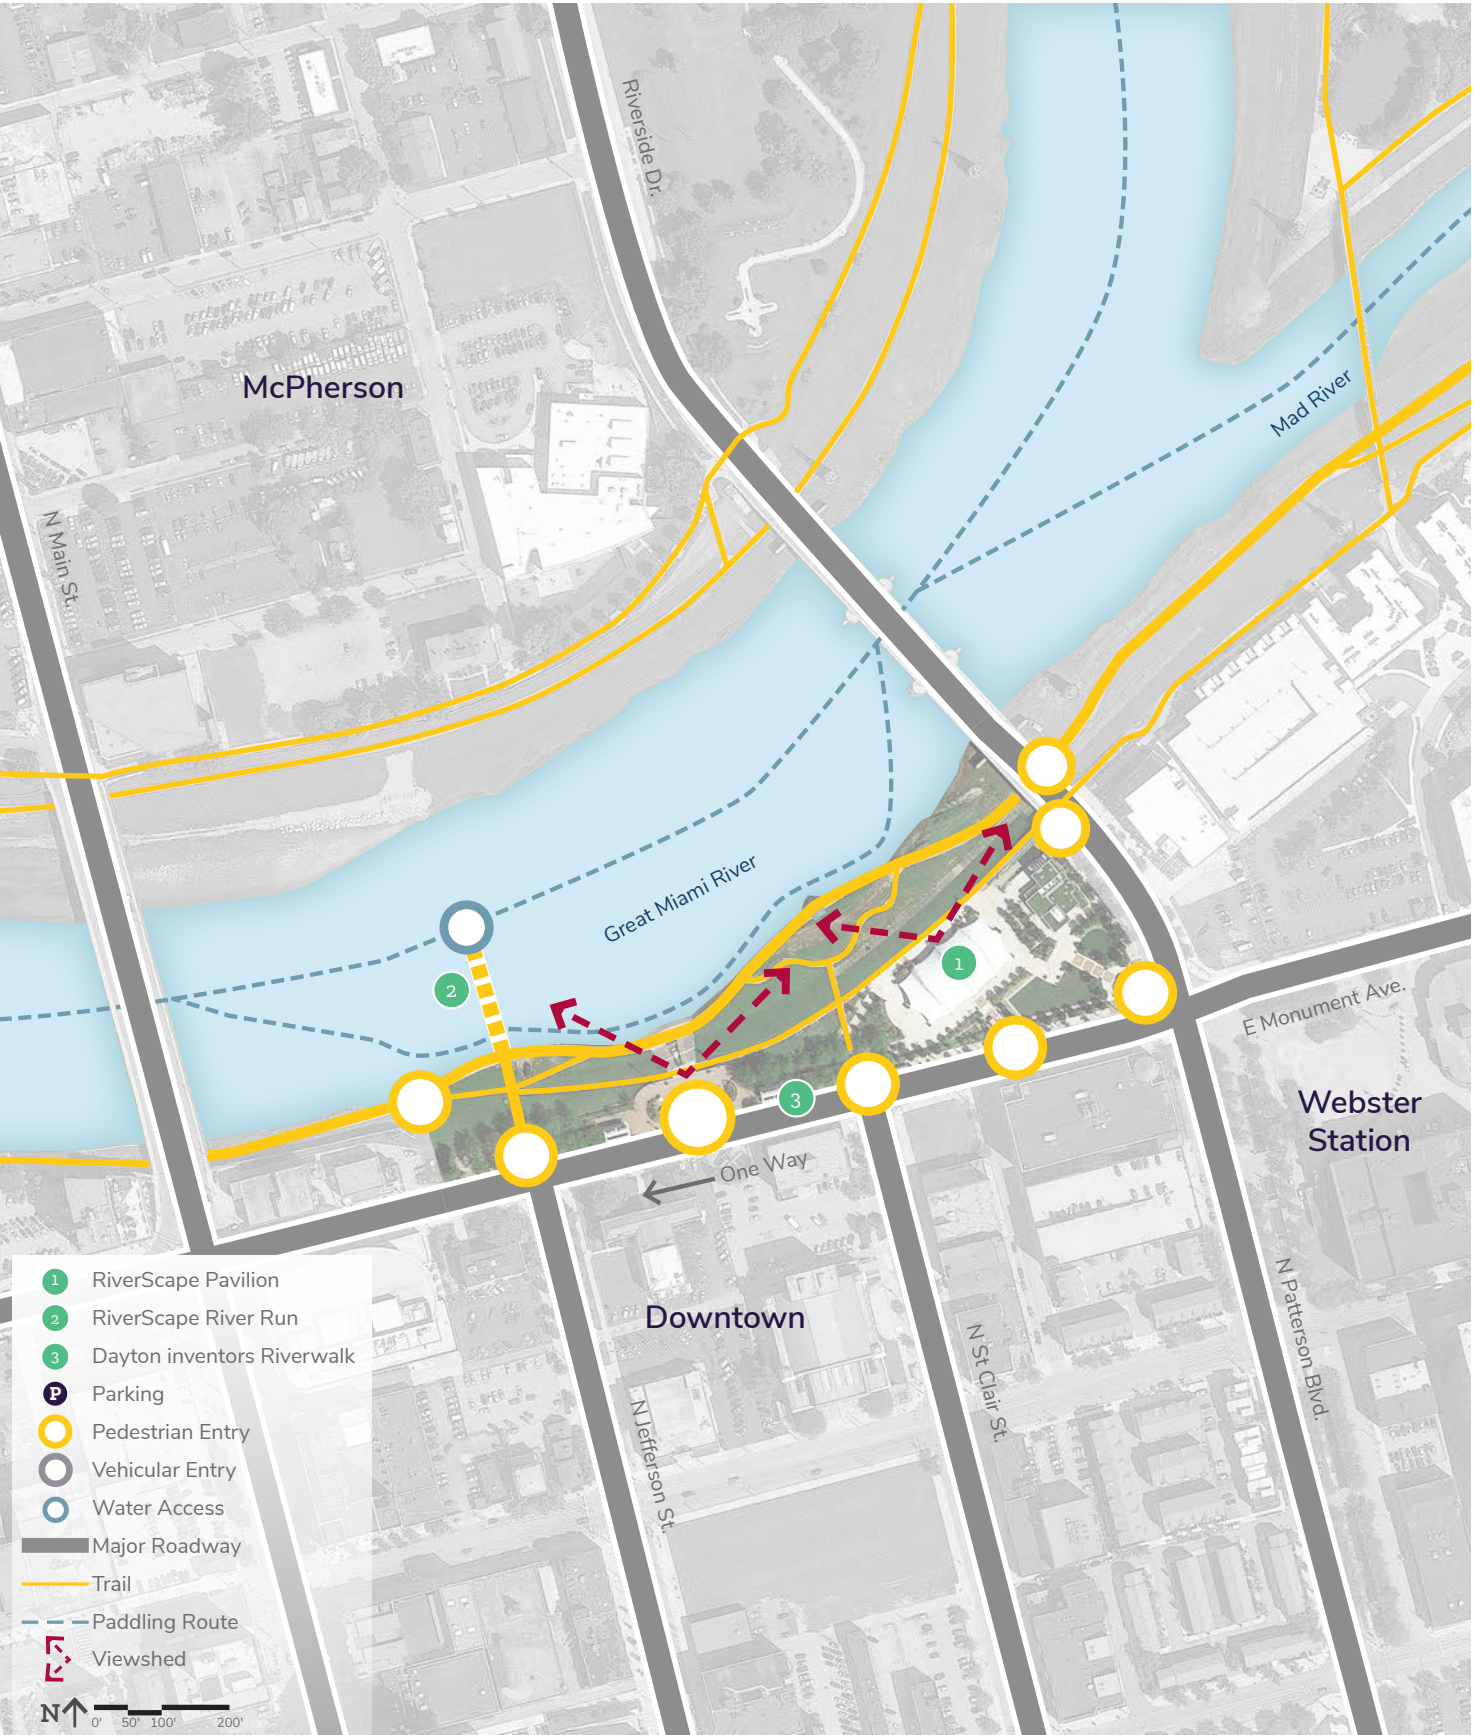 Riverside Dr.
McPherson
Mad River
N Main St.
Great Miami River
1
2
E Monument Ave.
3
Webster
Station
One Way
Downtown
N Patterson Blvd.
N St Clair St.
N Jefferson St.
1 RiverScape Pavilion
2 RiverScape River Run
3 Dayton inventors Riverwalk
P Parking
Pedestrian Entry
Vehicular Entry
Water Access
Major Roadway
Trail
Paddling Route
Viewshed
N
0' 50' 100' 200'